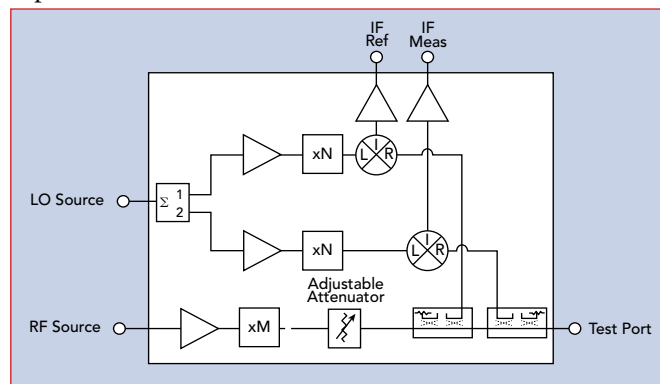 IF
Ref
IF
Meas
xN
L
I
R
LO Source
Σ
1
2
xN
L
I
R
Adjustable
Attenuator
RF Source
xM
Test Port